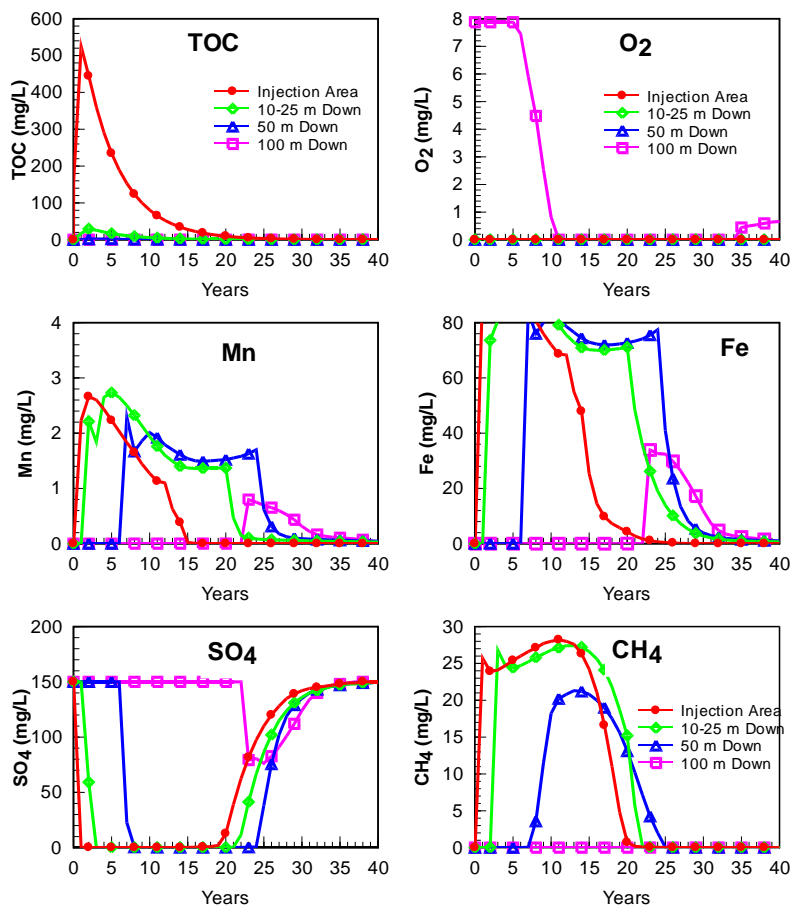 TOC
TOC (mg/L)
600
500
400
300
200
100
0
Injection Area
10-25 m Down
50 m Down
100 m Down
0 5 10 15 20 25 30 35 40
Years
O2
O2 (mg/L)
8
7
6
5
4
3
2
1
0
Injection Area
10-25 m Down
50 m Down
100 m Down
0 5 10 15 20 25 30 35 40
Years
Mn
Mn (mg/L)
4
3
2
1
0
0 5 10 15 20 25 30 35 40
Years
Fe
Fe (mg/L)
80
60
40
20
0
0 5 10 15 20 25 30 35 40
Years
SO4
SO4 (mg/L)
200
150
100
50
0
0 5 10 15 20 25 30 35 40
Years
CH4
CH4 (mg/L)
30
25
20
15
10
5
0
Injection Area
10-25 m Down
50 m Down
100 m Down
0 5 10 15 20 25 30 35 40
Years